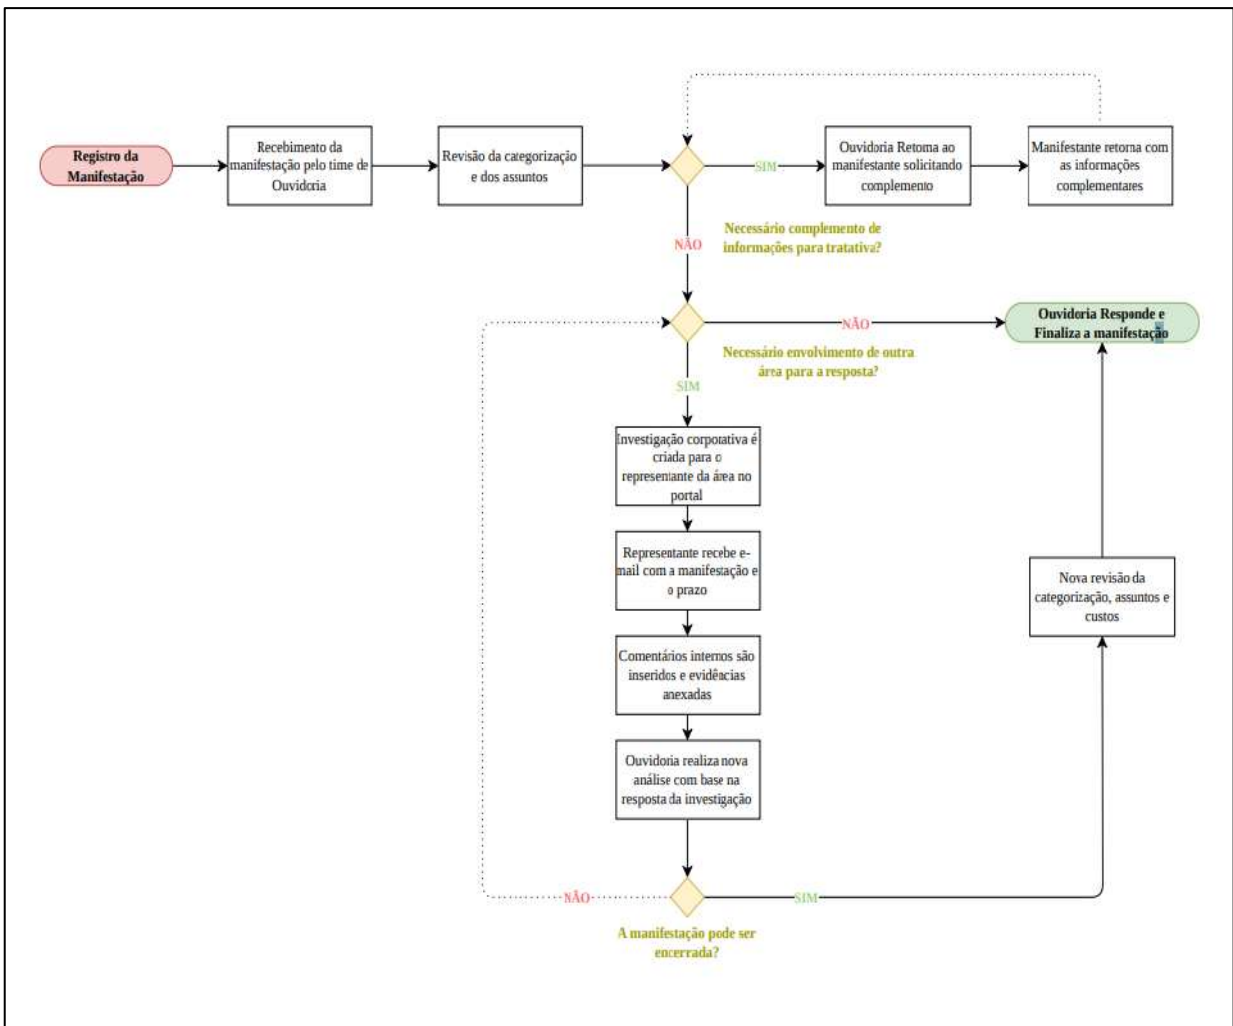 Registro da
Manifestação
Recebimento da
manifestação pelo time de
Ouvidoria
Revisão da categorização
e dos assuntos
SIM
Ouvidoria Retoma ao
manifestante solicitando
complemento
Manifestante retorna com
as informações
complementares
NÃO
Necessário complemento de
informações para tratativa?
NÃO
Ouvidoria Responde e
Finaliza a manifestação
Necessário envolvimento de outra
área para a resposta?
SIM
Investigação corporativa é
criada para o
representante da área no
portal
Representante recebe e-
mail com a manifestação e
o prazo
Comentários internos são
inseridos e evidências
anexadas
Ouvidoria realiza nova
análise com base na
resposta da investigação
Nova revisão da
categorização, assuntos e
custos
NÃO
SIM
A manifestação pode ser
encerrada?